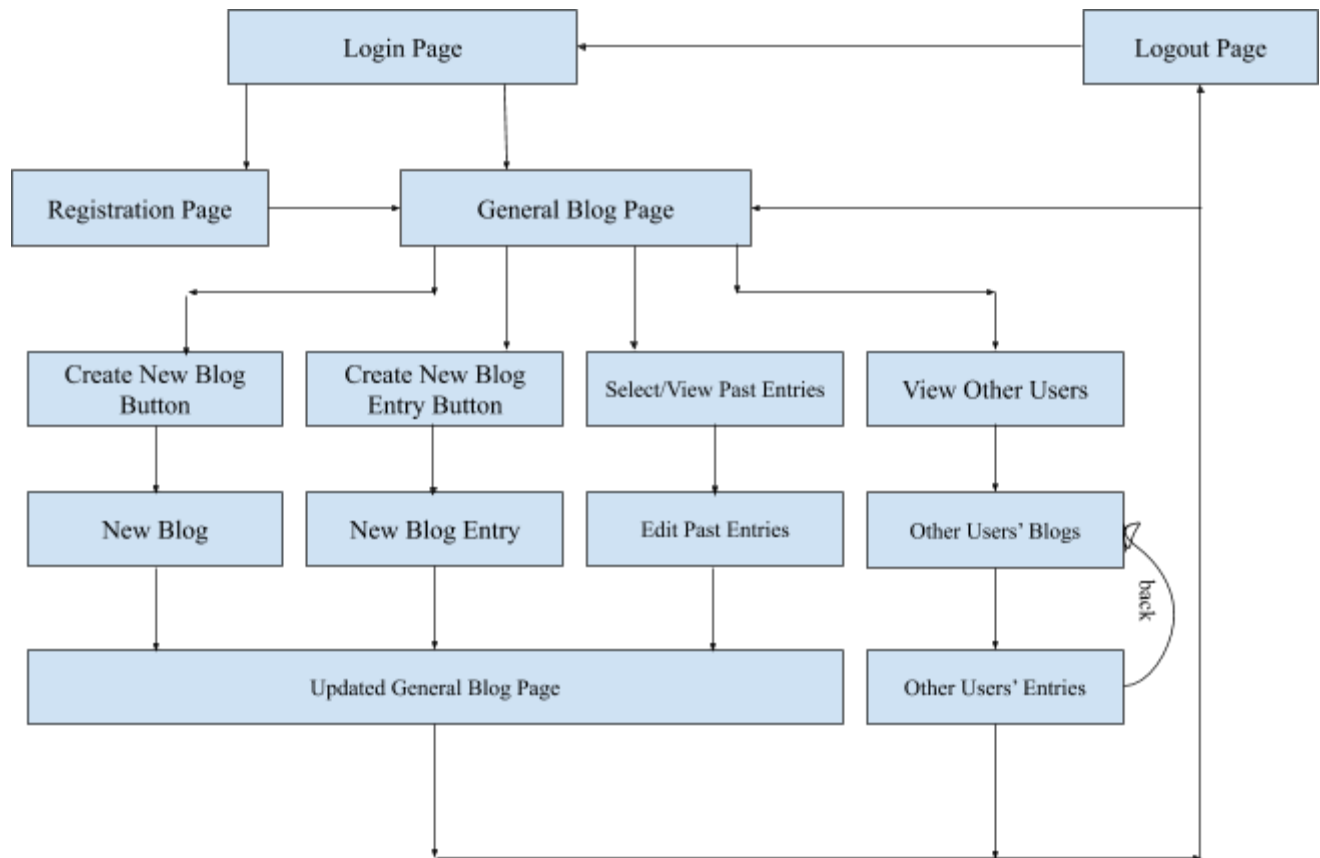 Login Page
Logout Page
Registration Page
General Blog Page
Create New Blog
Button
Create New Blog
Entry Button
Select/View Past Entries
View Other Users
New Blog
New Blog Entry
Edit Past Entries
Other Users’ Blogs
back
Updated General Blog Page
Other Users’ Entries